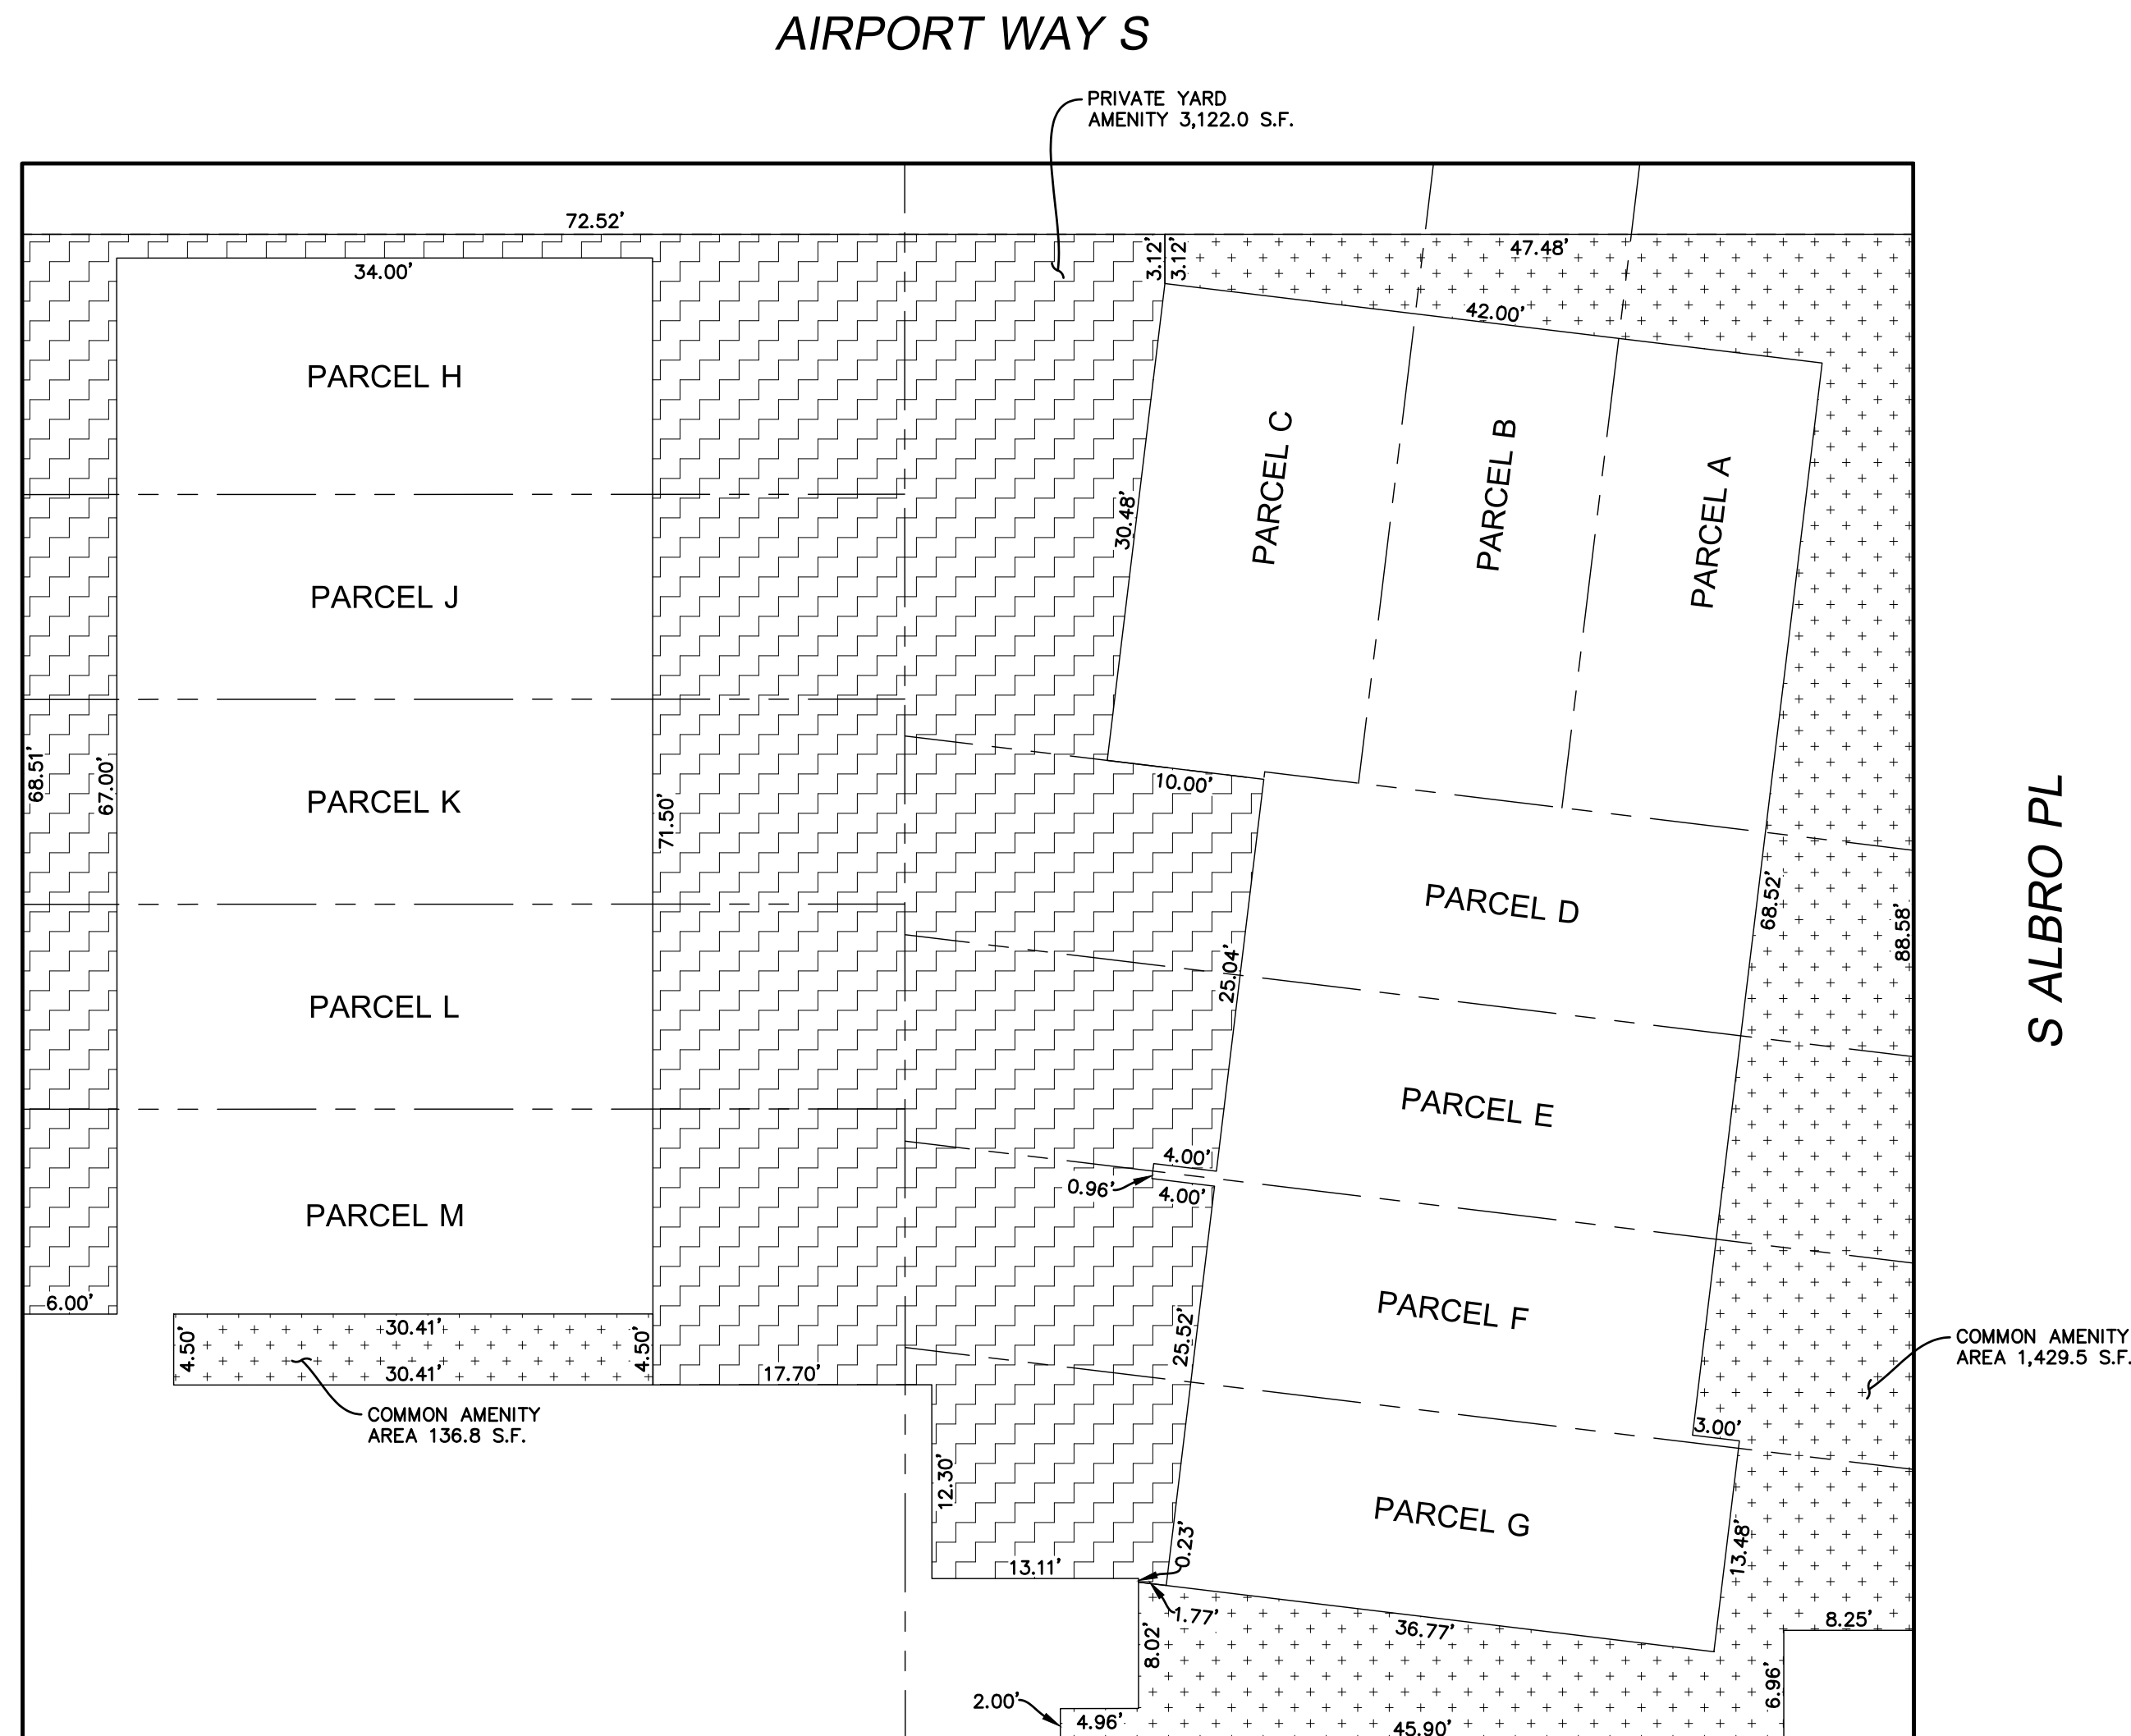 AIRPORT WAY S
PRIVATE YARD
AMENITY 3,122.0 S.F.
72.52’
34.00’
3.12’
3.12’
47.48’
42.00’
PARCEL H
PARCEL C
PARCEL B
PARCEL A
30.48’
PARCEL J
68.51’
67.00’
PARCEL K
71.50’
10.00’
S ALBRO PL
PARCEL D
68.52’
88.58’
25.04’
PARCEL L
PARCEL E
4.00’
0.96’
4.00’
PARCEL M
6.00’
PARCEL F
4.50’
30.41’
4.50’
30.41’
17.70’
25.52’
COMMON AMENITY
AREA 1,429.5 S.F.
COMMON AMENITY
AREA 136.8 S.F.
3.00’
12.30’
PARCEL G
13.48’
0.23’
13.11’
1.77’
36.77’
8.25’
8.02’
6.96’
2.00’
4.96’
45.90’